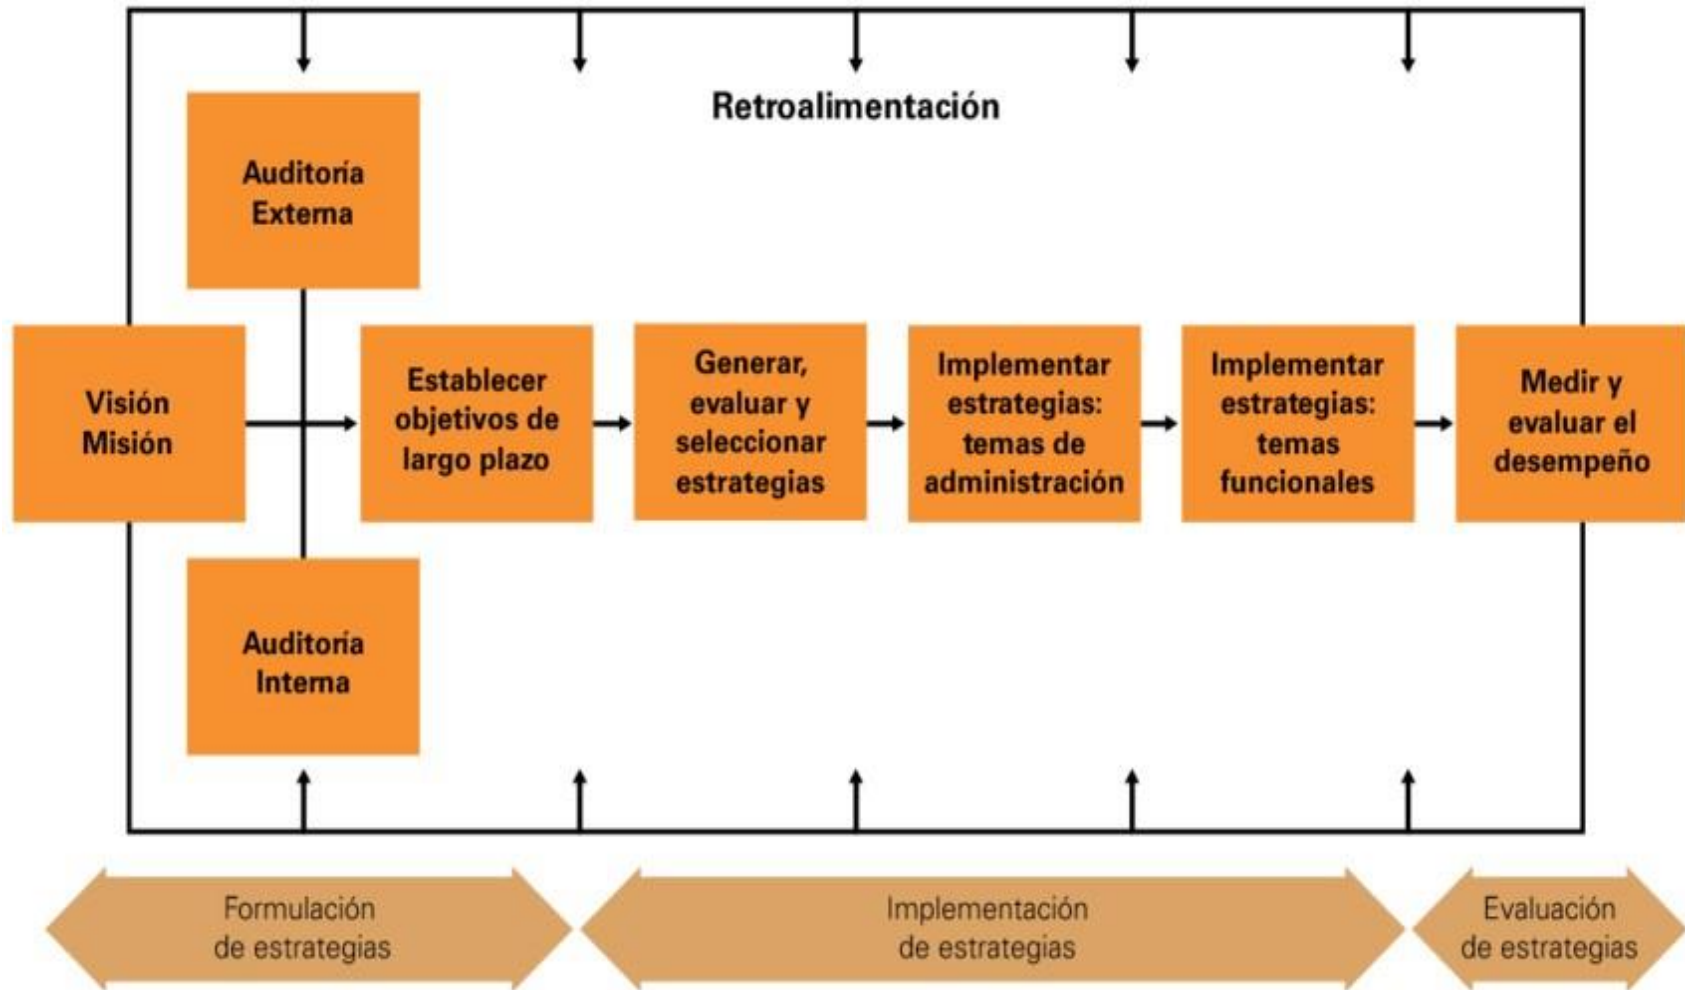 Retroalimentación
Auditoría
Externa
Visión
Misión
Auditoría
Interna
Establecer
objetivos de
largo plazo
Generar,
evaluar y
seleccionar
estrategias
Implementar
estrategias:
temas de
administración
Implementar
estrategias:
temas
funcionales
Medir y
evaluar el
desempeño
Formulación
de estrategias
Implementación
de estrategias
Evaluación
de estrategias